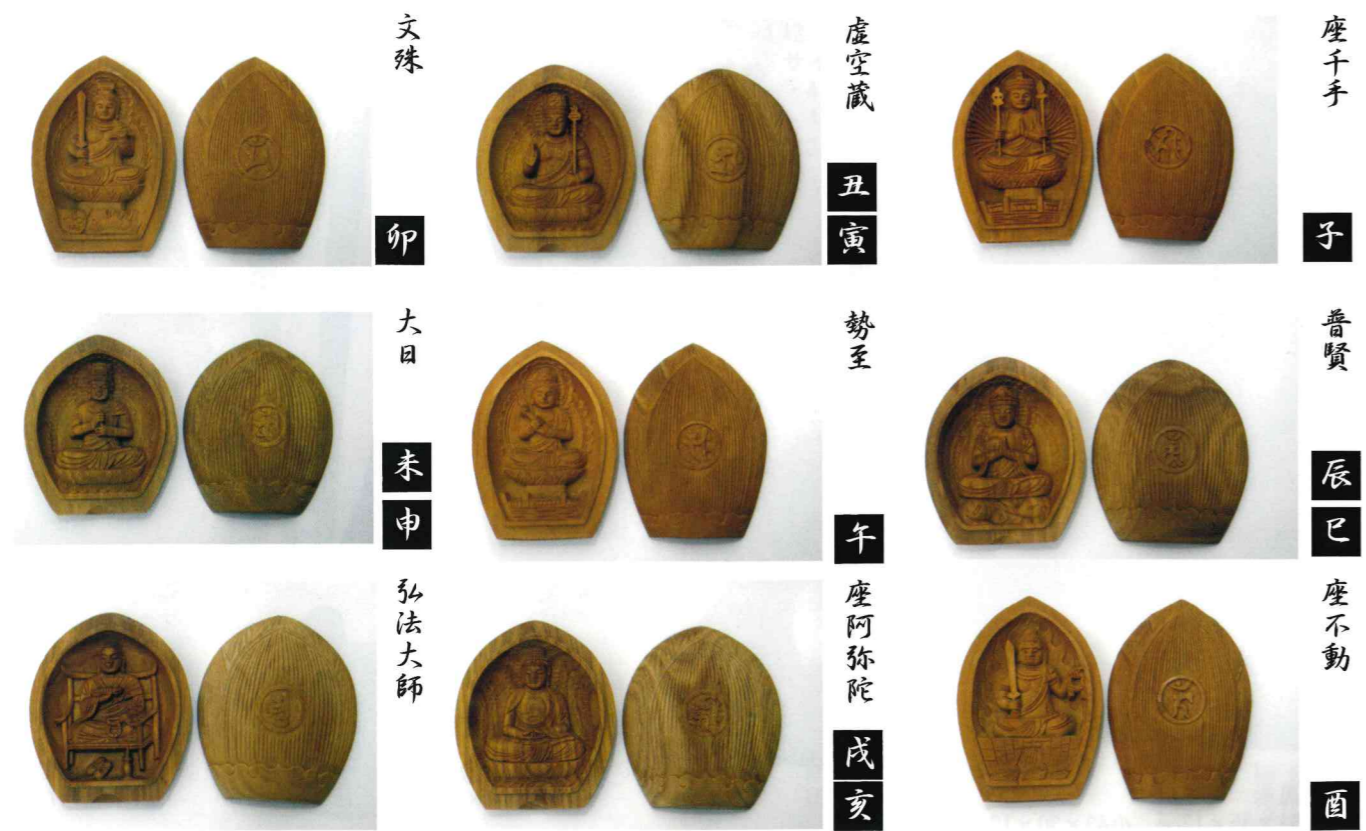 座千手
子
虚空蔵
丑
寅
文殊
卯
普賢
辰
巳
勢至
午
大日
未
申
座不動
酉
座阿弥陀
戌
亥
弘法大師